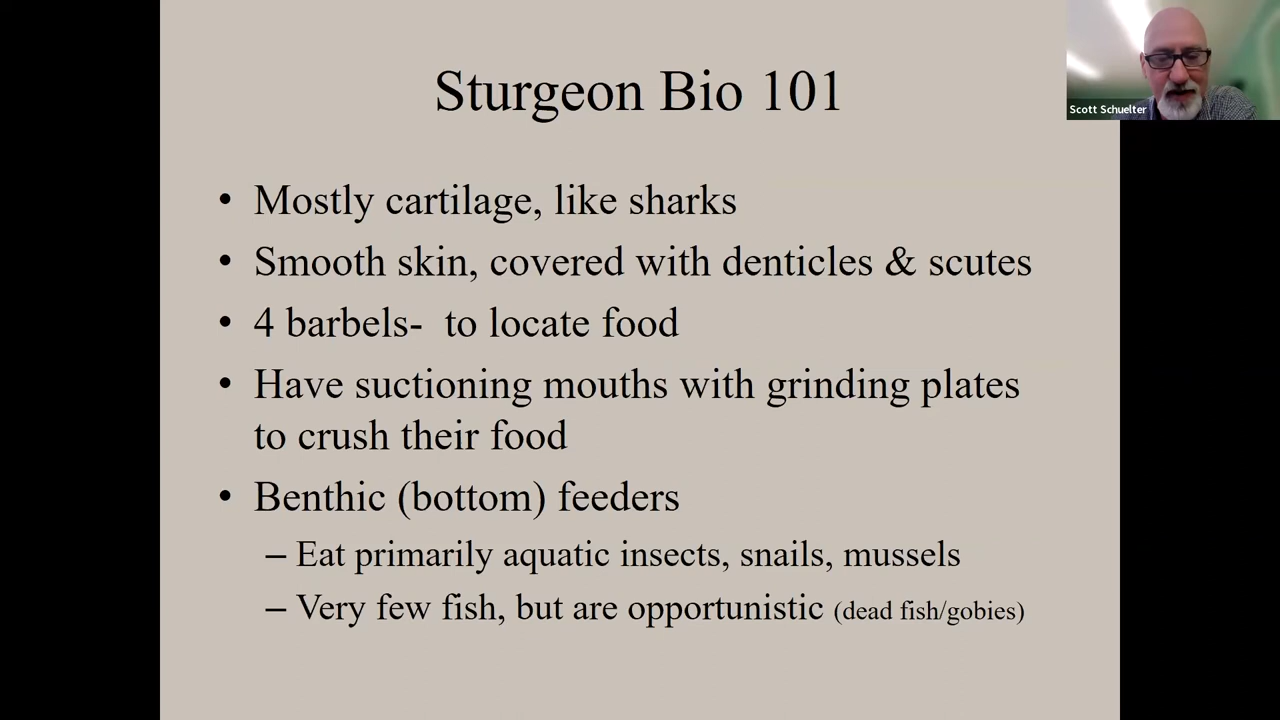 Sturgeon Bio 101
Scott Schuelter
• Mostly cartilage, like sharks
• Smooth skin, covered with denticles & scutes
• 4 barbels-  to locate food
• Have suctioning mouths with grinding plates
to crush their food
• Benthic (bottom) feeders
– Eat primarily aquatic insects, snails, mussels
– Very few fish, but are opportunistic (dead fish/gobies)